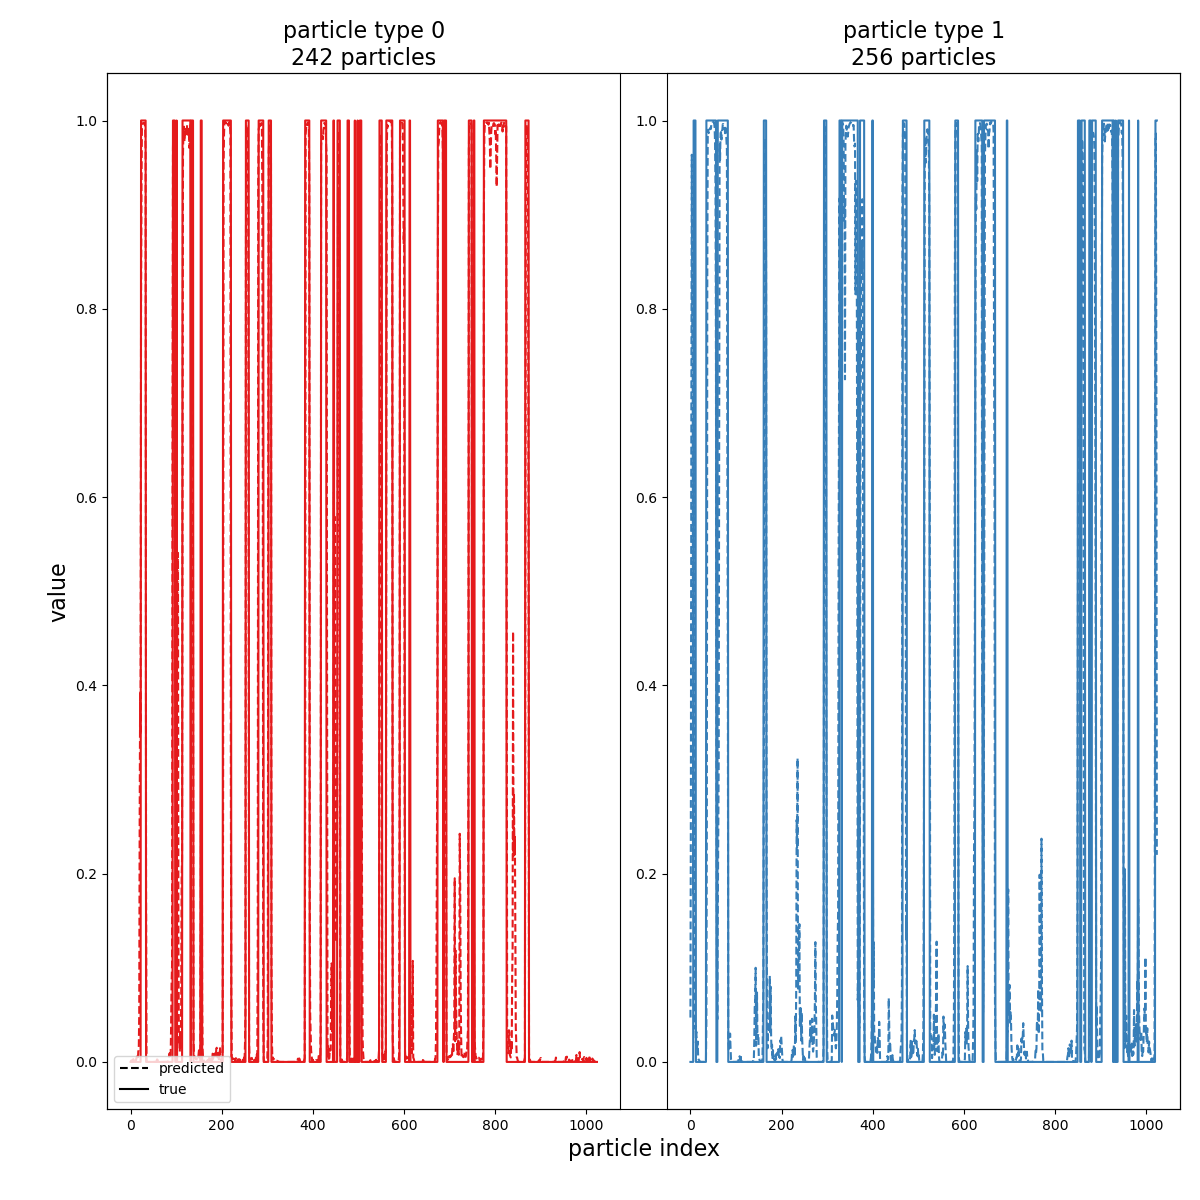 particle type 0
242 particles
particle type 1
256 particles
1.0
0.8
0.6
0.4
0.2
0.0
1.0
0.8
0.6
0.4
0.2
0.0
value
predicted
true
0 200 400 600 800 1000
0 200 400 600 800 1000
particle index